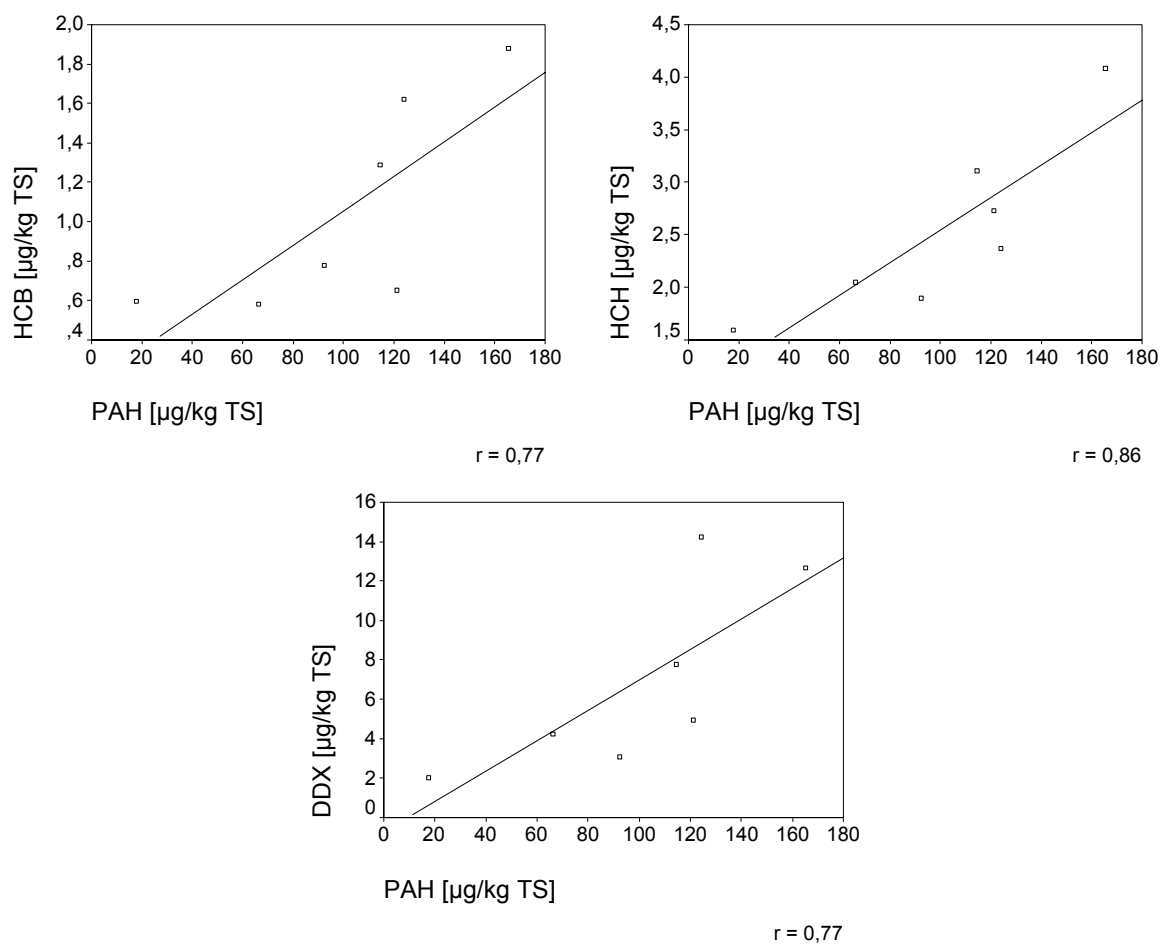 2,0
1,8
1,6
1,4
1,2
1,0
,8
,6
,4
HCB [µg/kg TS]
0 20 40 60 80 100 120 140 160 180
PAH [µg/kg TS]
r = 0,77
4,5
4,0
3,5
3,0
2,5
2,0
1,5
HCH [µg/kg TS]
0 20 40 60 80 100 120 140 160 180
PAH [µg/kg TS]
r = 0,86
16
14
12
10
8
6
4
2
0
DDX [µg/kg TS]
0 20 40 60 80 100 120 140 160 180
PAH [µg/kg TS]
r = 0,77